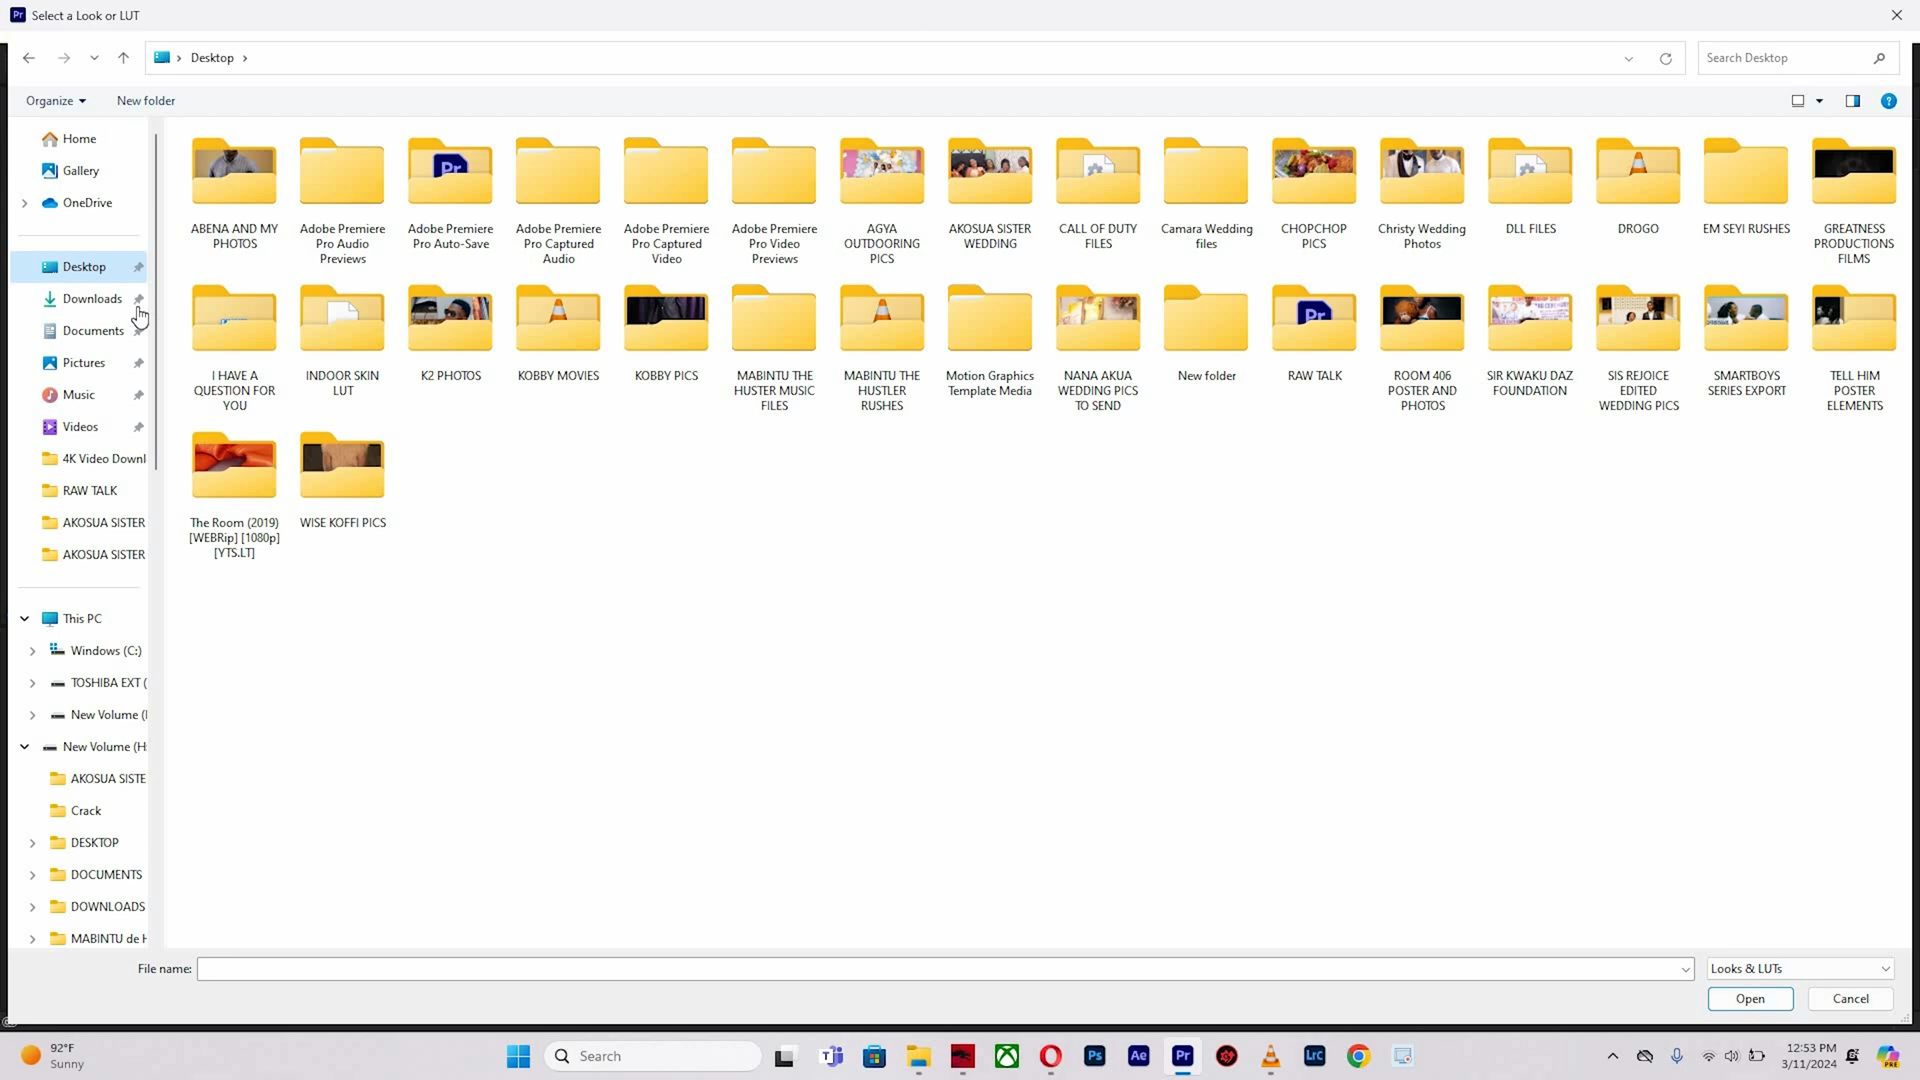 Pr Select a Look or LUT
Desktop
Search Desktop
Organize
New folder
Home
Gallery
OneDrive
Desktop
Downloads
Documents
Pictures
Music
Videos
4K Video Downl
RAW TALK
AKOSUA SISTER
AKOSUA SISTER
This PC
Windows (C:)
TOSHIBA EXT (
New Volume (
New Volume (H:
AKOSUA SISTE
Crack
DESKTOP
DOCUMENTS
DOWNLOADS
MABINTU de H
ABENA AND MY
PHOTOS
Adobe Premiere
Pro Audio
Previews
Pr
Adobe Premiere
Pro Auto-Save
Adobe Premiere
Pro Captured
Audio
Adobe Premiere
Pro Captured
Video
Adobe Premiere
Pro Video
Previews
AGYA
OUTDOORING
PICS
AKOSUA SISTER
WEDDING
CALL OF DUTY
FILES
Camara Wedding
files
CHOPCHOP
PICS
Christy Wedding
Photos
DLL FILES
DROGO
EM SEYI RUSHES
GREATNESS
PRODUCTIONS
FILMS
I HAVE A
QUESTION FOR
YOU
INDOOR SKIN
LUT
K2 PHOTOS
KOBBY MOVIES
KOBBY PICS
MABINTU THE
HUSTER MUSIC
FILES
MABINTU THE
HUSTLER
RUSHES
Motion Graphics
Template Media
NANA AKUA
WEDDING PICS
TO SEND
New folder
Pr
RAW TALK
ROOM 406
POSTER AND
PHOTOS
SIR KWAKU DAZ
FOUNDATION
SIS REJOICE
EDITED
WEDDING PICS
SMARTBOYS
SERIES EXPORT
TELL HIM
POSTER
ELEMENTS
The Room (2019)
[WEBRip] [1080p]
[YTS.LT]
WISE KOFFI PICS
File name:
Looks & LUTs
Open
Cancel
92°F
Sunny
Search
Ps
Ae
Pr
Lrc
12:53 PM
3/11/2024
PRE